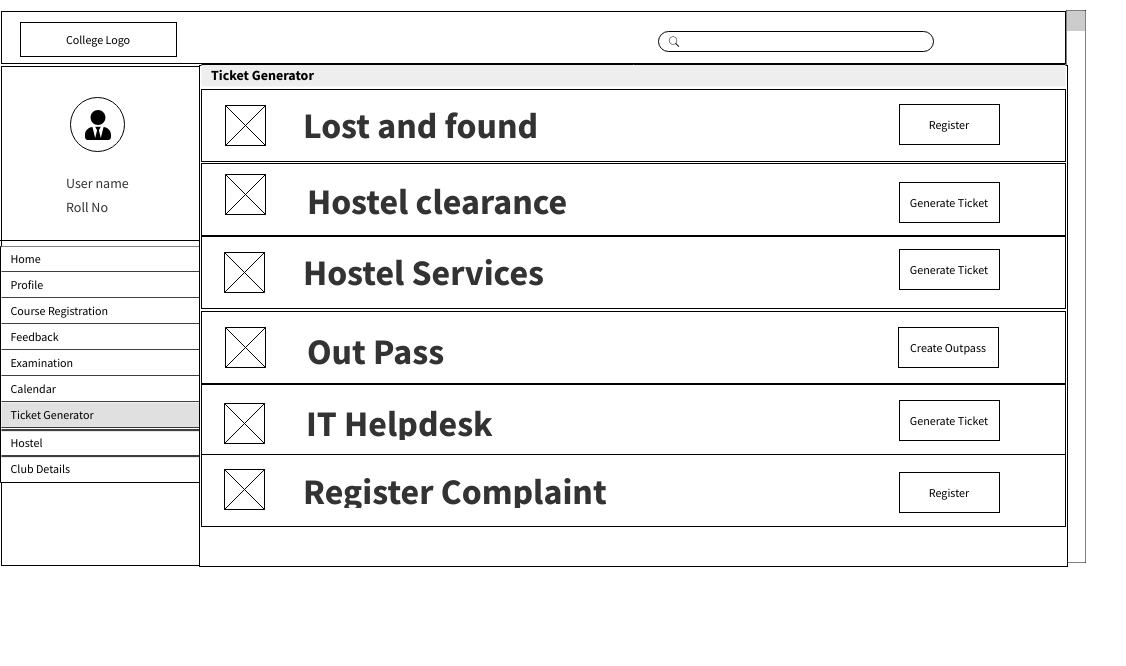 College Logo
Ticket Generator
User name
Roll No
Home
Profile
Course Registration
Feedback
Examination
Calendar
Ticket Generator
Hostel
Club Details
Lost and found
Register
Hostel clearance
Generate Ticket
Hostel Services
Generate Ticket
Out Pass
Create Outpass
IT Helpdesk
Generate Ticket
Register Complaint
Register